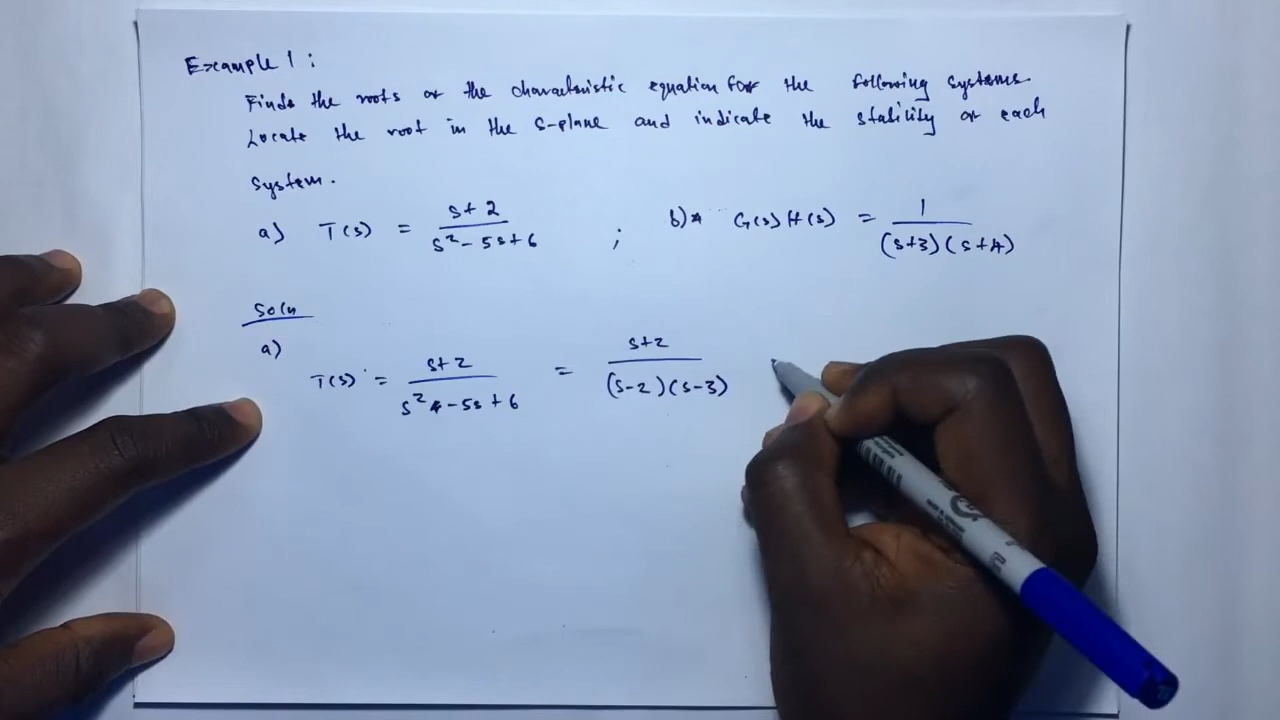 Example 1:
Finds the roots of the characteristic equation for the following systems.
Locate the root in the S-plane and indicate the stability of each
system.
a) T(s) = s+2 / s² - 5s + 6 ; b) G(s)H(s) = 1 / (s+3)(s+4)
Soln
a)
T(s) = s+2 / s² - 5s + 6 = s+2 / (s-2)(s-3)